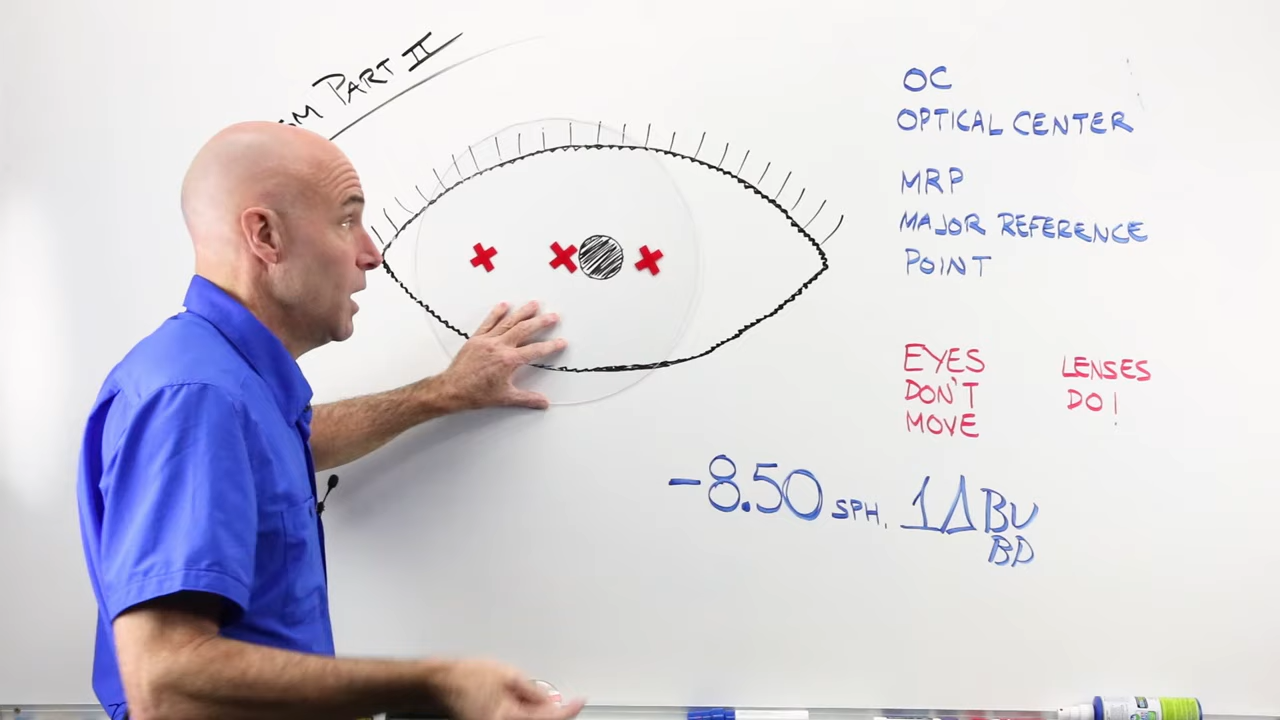 PART II
OC
OPTICAL CENTER
MRP
MAJOR REFERENCE
POINT
EYES
DON'T
MOVE
LENSES
DO!
-8.50 SPH. 1Δ BU
BD